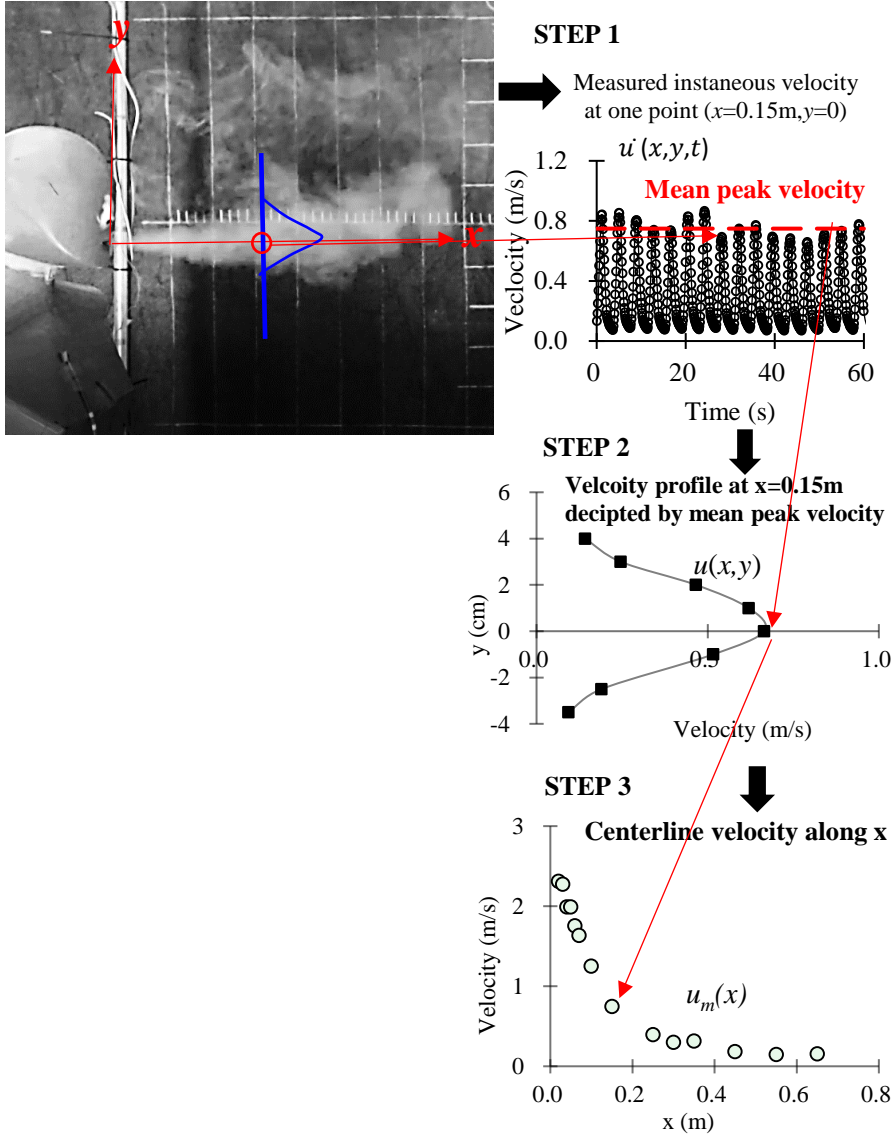 y
x
STEP 1
Measured instaneous velocity
at one point (x=0.15m,y=0)
u̇ (x,y,t)
Mean peak velocity
Veclocity (m/s)
1.2
0.8
0.4
0.0
0 20 40 60
Time (s)
STEP 2
Velcoity profile at x=0.15m
decipted by mean peak velocity
u(x,y)
y (cm)
6
4
2
0
-2
-4
0.0 0.5 1.0
Velocity (m/s)
STEP 3
Centerline velocity along x
u_m(x)
Velocity (m/s)
3
2
1
0
0.0 0.2 0.4 0.6 0.8
x (m)